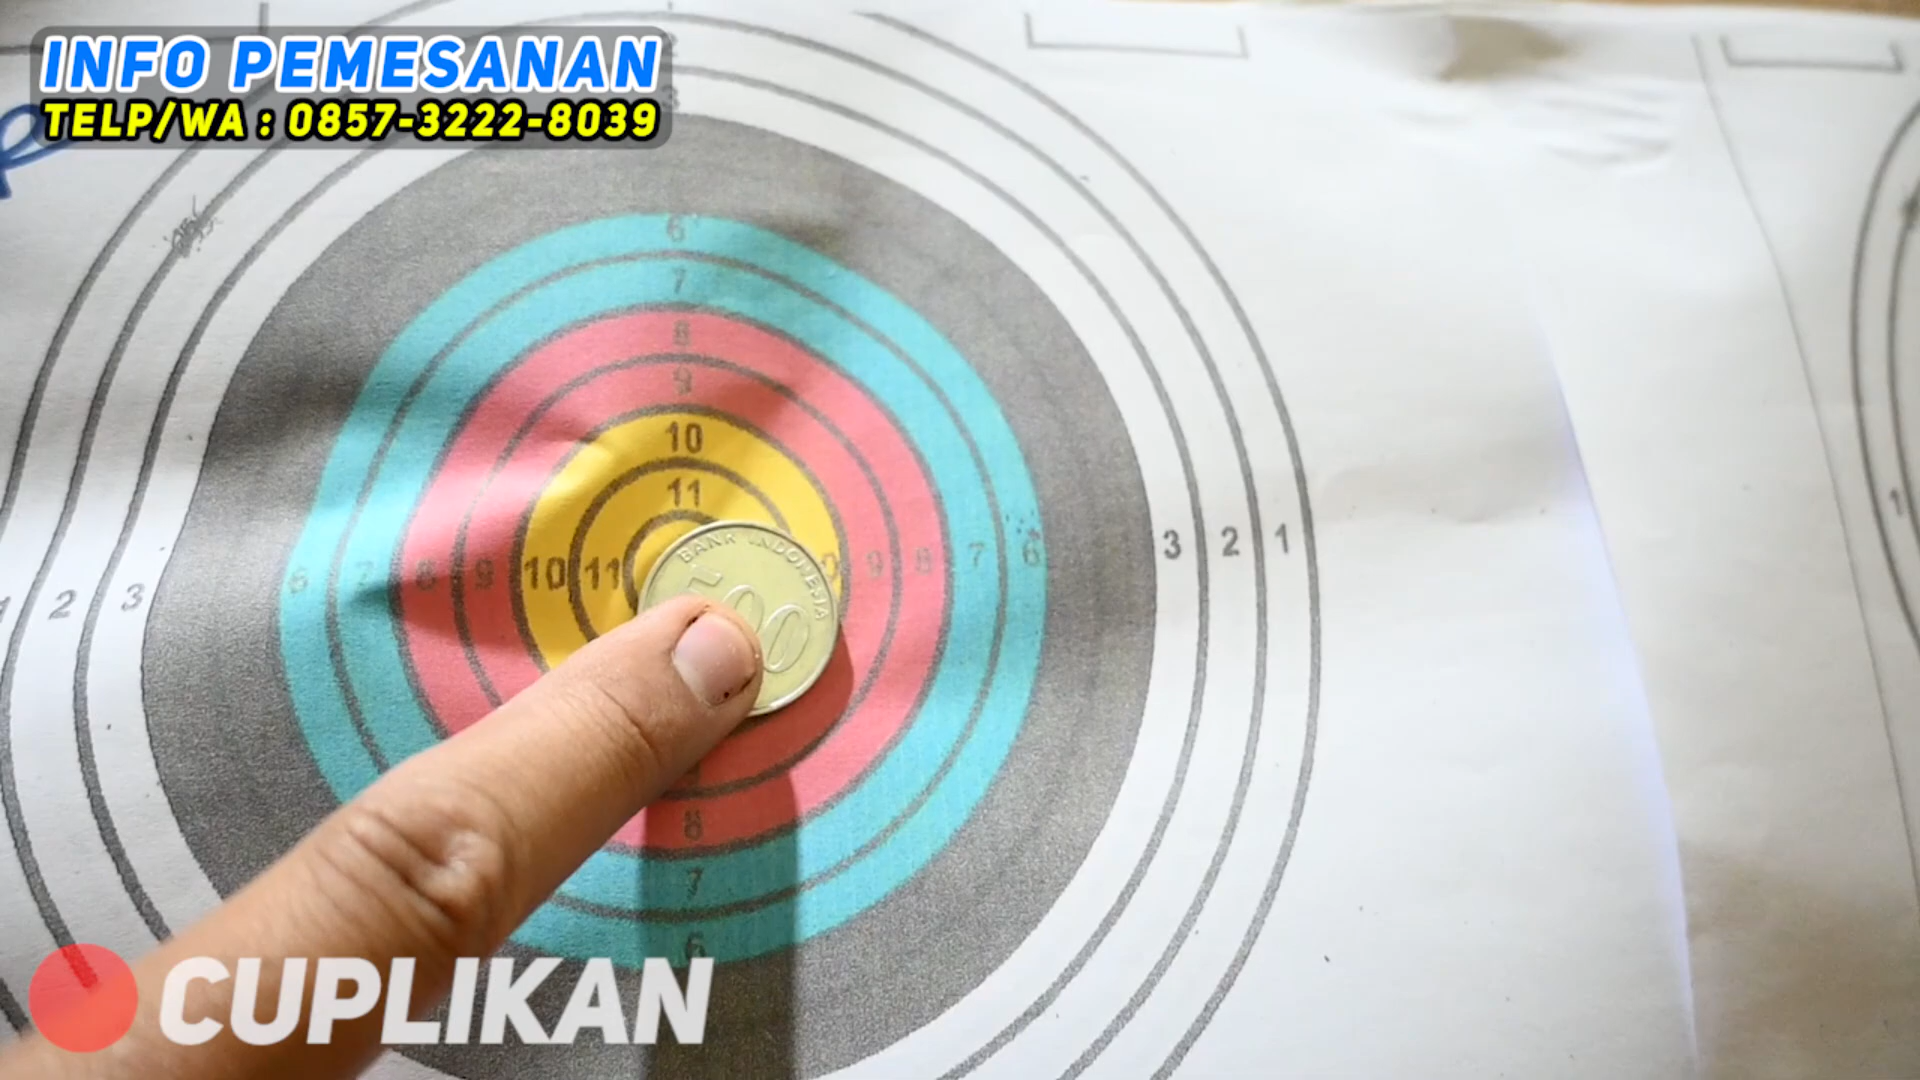 INFO PEMESANAN
TELP/WA : 0857-3222-8039
6
7
8
9
10
11
BANK INDONESIA
500
6 7 8 9 10 11
9 8 7 6
3 2 1
2 3
1
8
7
6
CUPLIKAN